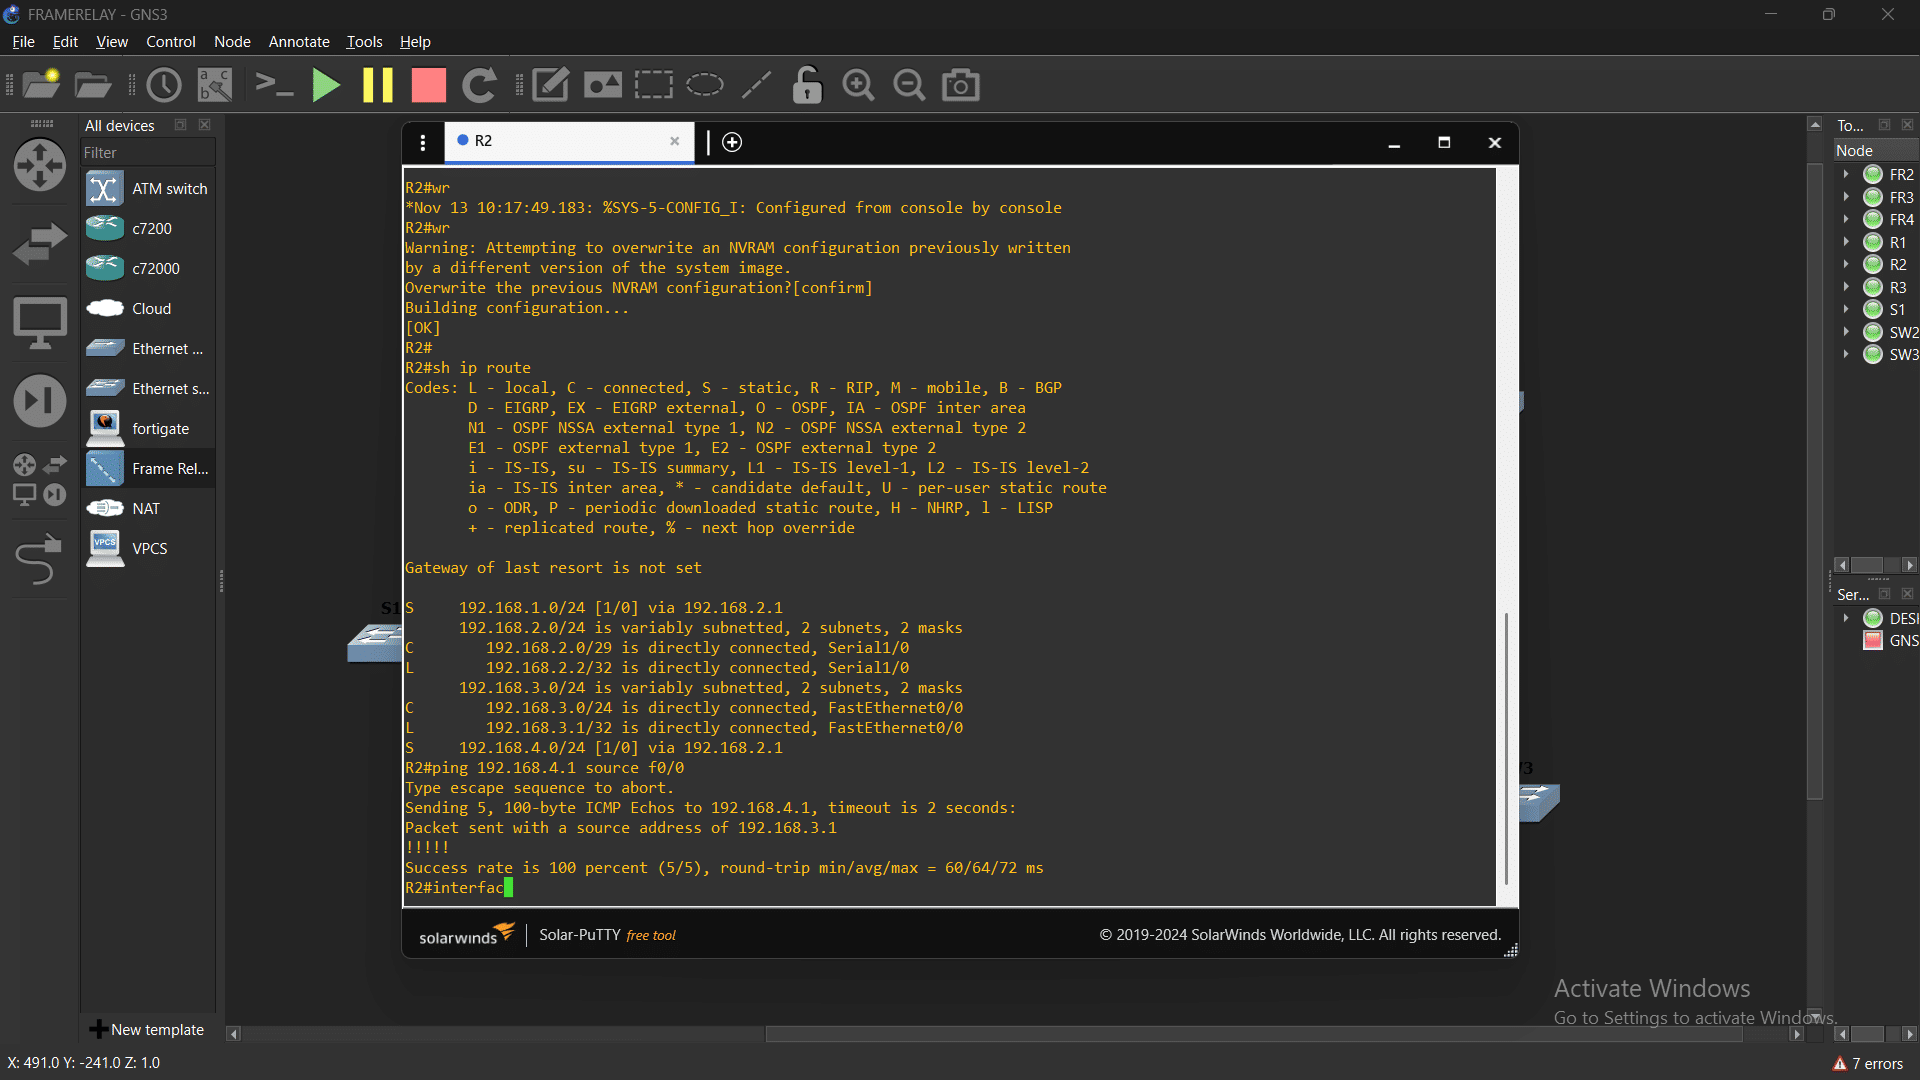 FRAMERELAY - GNS3
File Edit View Control Node Annotate Tools Help
All devices
Filter
ATM switch
c7200
c72000
Cloud
Ethernet ...
Ethernet s...
fortigate
Frame Rel...
NAT
VPCS
New template
S1
R2
R2#wr
*Nov 13 10:17:49.183: %SYS-5-CONFIG_I: Configured from console by console
R2#wr
Warning: Attempting to overwrite an NVRAM configuration previously written
by a different version of the system image.
Overwrite the previous NVRAM configuration?[confirm]
Building configuration...
[OK]
R2#
R2#sh ip route
Codes: L - local, C - connected, S - static, R - RIP, M - mobile, B - BGP
D - EIGRP, EX - EIGRP external, O - OSPF, IA - OSPF inter area
N1 - OSPF NSSA external type 1, N2 - OSPF NSSA external type 2
E1 - OSPF external type 1, E2 - OSPF external type 2
i - IS-IS, su - IS-IS summary, L1 - IS-IS level-1, L2 - IS-IS level-2
ia - IS-IS inter area, * - candidate default, U - per-user static route
o - ODR, P - periodic downloaded static route, H - NHRP, l - LISP
+ - replicated route, % - next hop override
Gateway of last resort is not set
S 192.168.1.0/24 [1/0] via 192.168.2.1
192.168.2.0/24 is variably subnetted, 2 subnets, 2 masks
C 192.168.2.0/29 is directly connected, Serial1/0
L 192.168.2.2/32 is directly connected, Serial1/0
192.168.3.0/24 is variably subnetted, 2 subnets, 2 masks
C 192.168.3.0/24 is directly connected, FastEthernet0/0
L 192.168.3.1/32 is directly connected, FastEthernet0/0
S 192.168.4.0/24 [1/0] via 192.168.2.1
R2#ping 192.168.4.1 source f0/0
Type escape sequence to abort.
Sending 5, 100-byte ICMP Echos to 192.168.4.1, timeout is 2 seconds:
Packet sent with a source address of 192.168.3.1
!!!!!
Success rate is 100 percent (5/5), round-trip min/avg/max = 60/64/72 ms
R2#interfac
solarwinds Solar-PuTTY free tool © 2019-2024 SolarWinds Worldwide, LLC. All rights reserved.
To...
Node
FR2
FR3
FR4
R1
R2
R3
S1
SW2
SW3
Ser...
DESI
GNS
Activate Windows
Go to Settings to activate Windows.
X: 491.0 Y: -241.0 Z: 1.0
7 errors